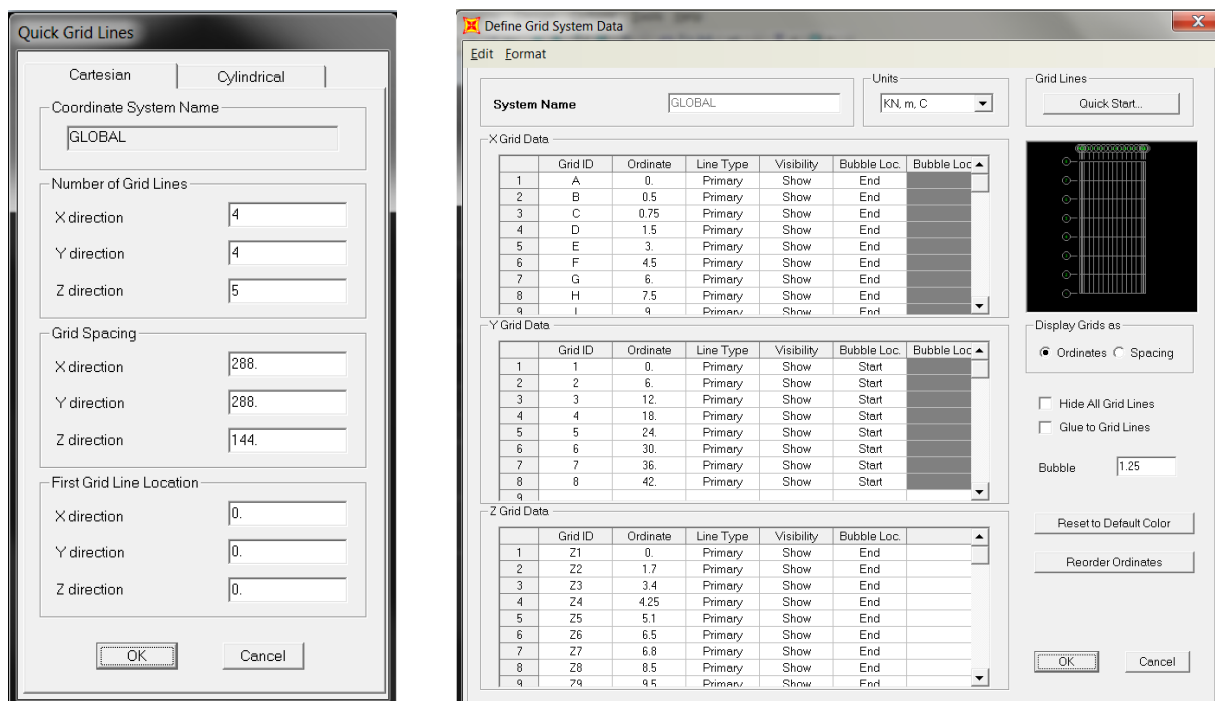 Quick Grid Lines
Cartesian Cylindrical
Coordinate System Name
GLOBAL
Number of Grid Lines
X direction 4
Y direction 4
Z direction 5
Grid Spacing
X direction 288.
Y direction 288.
Z direction 144.
First Grid Line Location
X direction 0.
Y direction 0.
Z direction 0.
OK Cancel
Define Grid System Data
Edit Format
System Name GLOBAL
Units
KN, m, C
Grid Lines
Quick Start...
X Grid Data
Grid ID Ordinate Line Type Visibility Bubble Loc. Bubble Loc
1 A 0. Primary Show End
2 B 0.5 Primary Show End
3 C 0.75 Primary Show End
4 D 1.5 Primary Show End
5 E 3. Primary Show End
6 F 4.5 Primary Show End
7 G 6. Primary Show End
8 H 7.5 Primary Show End
9 I 9. Primary Show End
Y Grid Data
Grid ID Ordinate Line Type Visibility Bubble Loc. Bubble Loc
1 1 0. Primary Show Start
2 2 6. Primary Show Start
3 3 12. Primary Show Start
4 4 18. Primary Show Start
5 5 24. Primary Show Start
6 6 30. Primary Show Start
7 7 36. Primary Show Start
8 8 42. Primary Show Start
9
Z Grid Data
Grid ID Ordinate Line Type Visibility Bubble Loc.
1 Z1 0. Primary Show End
2 Z2 1.7 Primary Show End
3 Z3 3.4 Primary Show End
4 Z4 4.25 Primary Show End
5 Z5 5.1 Primary Show End
6 Z6 6.5 Primary Show End
7 Z7 6.8 Primary Show End
8 Z8 8.5 Primary Show End
9 Z9 9.5 Primary Show End
Display Grids as
Ordinates Spacing
Hide All Grid Lines
Glue to Grid Lines
Bubble 1.25
Reset to Default Color
Reorder Ordinates
OK Cancel